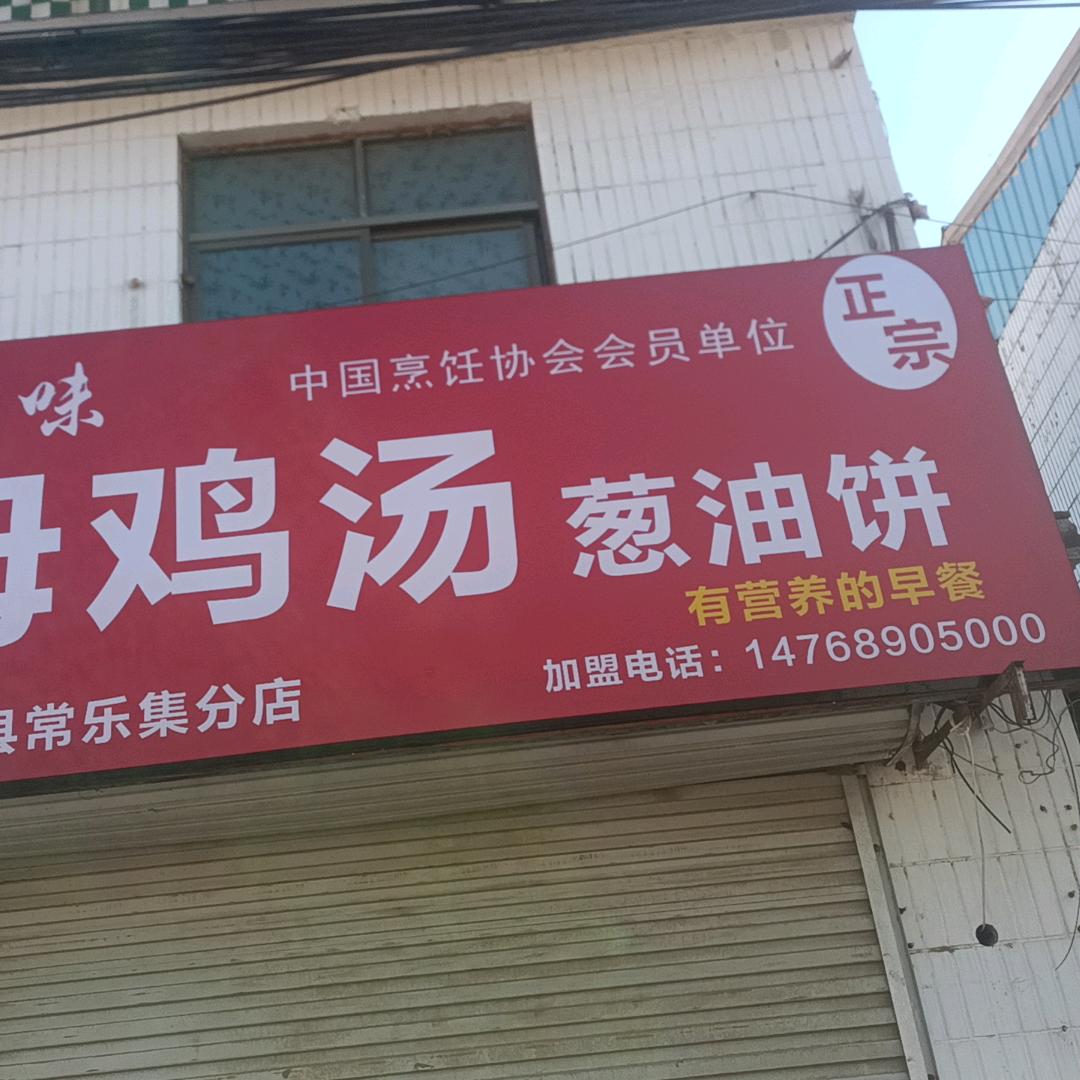 味
中国烹饪协会会员单位
正宗
母鸡汤 葱油饼
有营养的早餐
加盟电话：14768905000
县常乐集分店